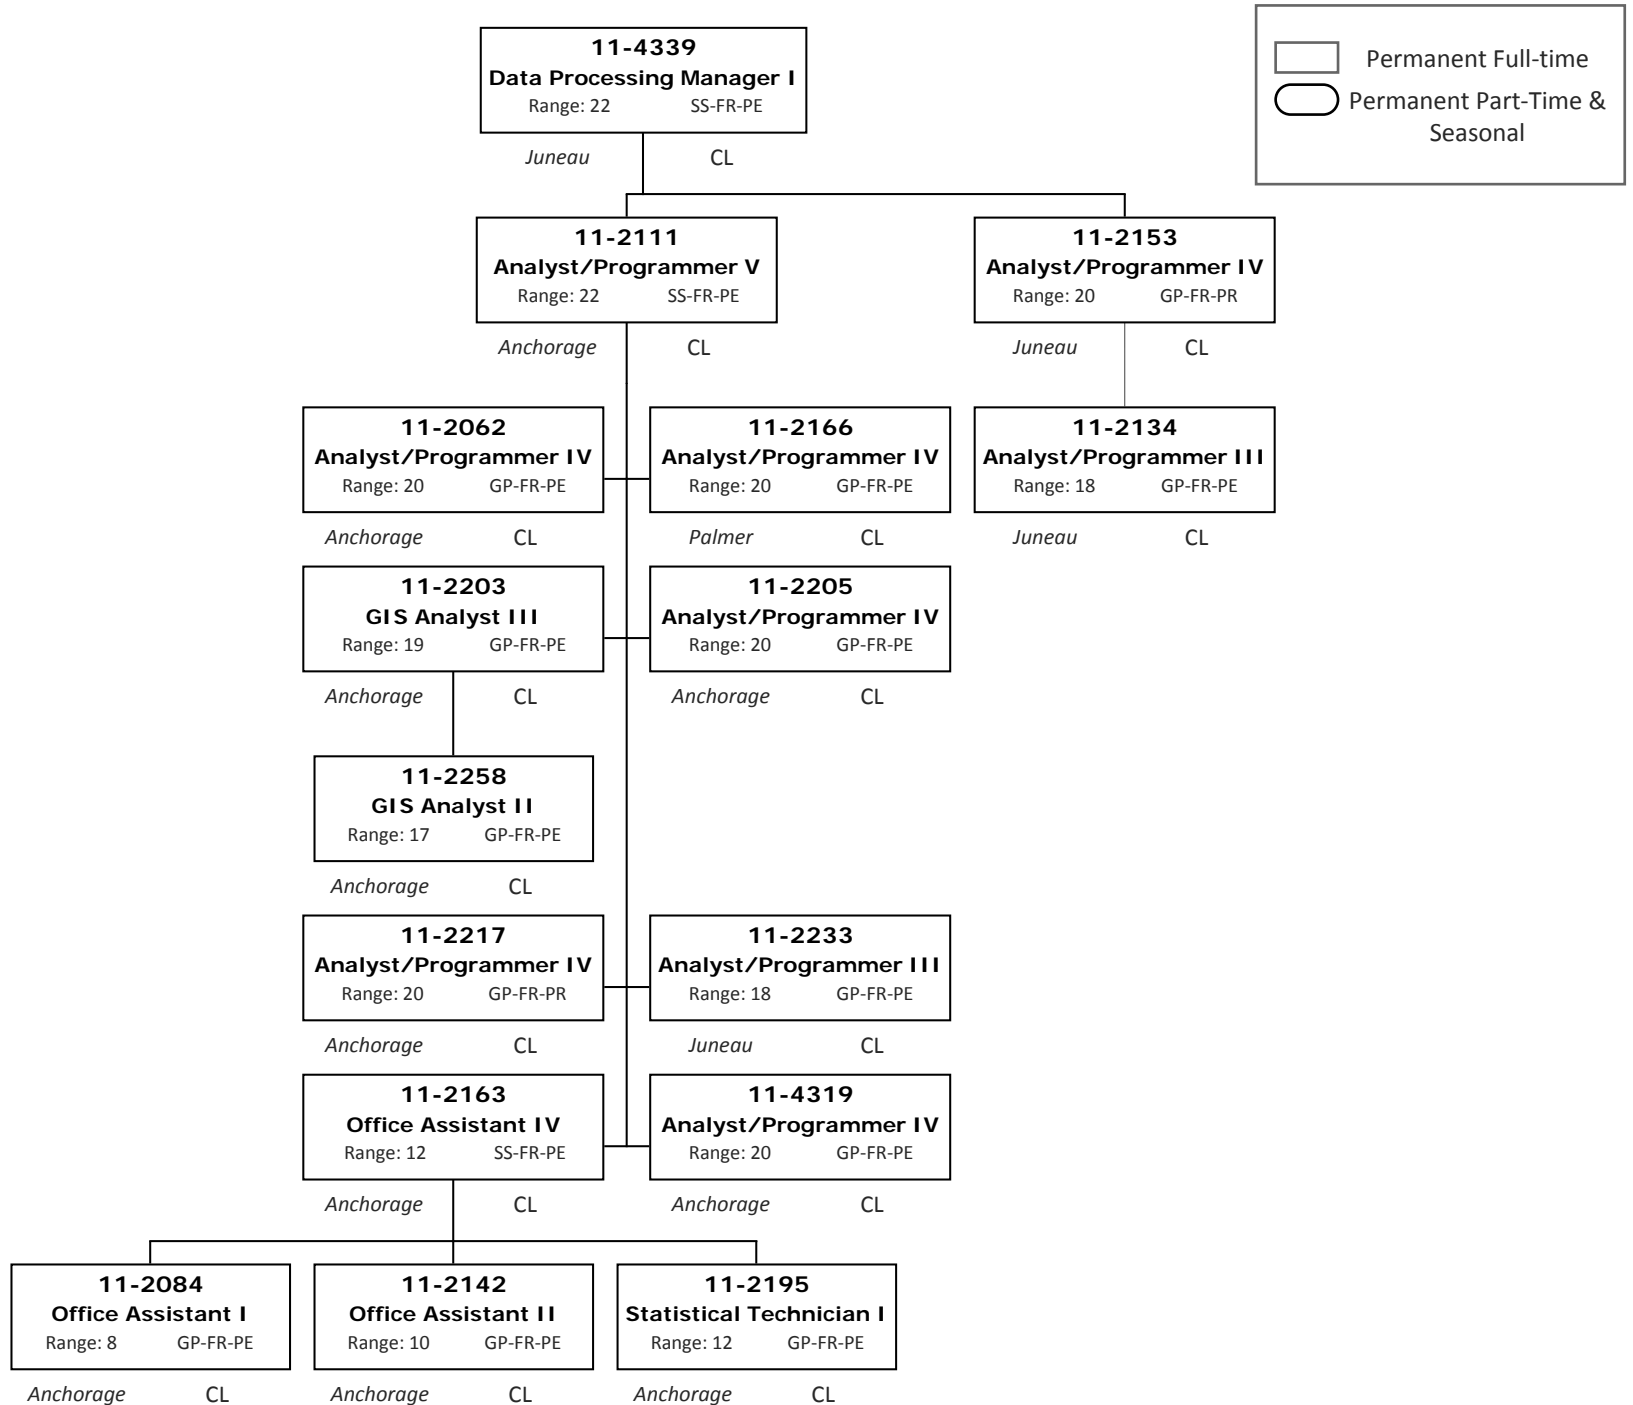 11-4339
Data Processing Manager I
Range: 22 SS-FR-PE
Juneau CL
Permanent Full-time
Permanent Part-Time &
Seasonal
11-2111
Analyst/Programmer V
Range: 22 SS-FR-PE
Anchorage CL
11-2153
Analyst/Programmer IV
Range: 20 GP-FR-PR
Juneau CL
11-2062
Analyst/Programmer IV
Range: 20 GP-FR-PE
Anchorage CL
11-2166
Analyst/Programmer IV
Range: 20 GP-FR-PE
Palmer CL
11-2134
Analyst/Programmer III
Range: 18 GP-FR-PE
Juneau CL
11-2203
GIS Analyst III
Range: 19 GP-FR-PE
Anchorage CL
11-2205
Analyst/Programmer IV
Range: 20 GP-FR-PE
Anchorage CL
11-2258
GIS Analyst II
Range: 17 GP-FR-PE
Anchorage CL
11-2217
Analyst/Programmer IV
Range: 20 GP-FR-PR
Anchorage CL
11-2233
Analyst/Programmer III
Range: 18 GP-FR-PE
Juneau CL
11-2163
Office Assistant IV
Range: 12 SS-FR-PE
Anchorage CL
11-4319
Analyst/Programmer IV
Range: 20 GP-FR-PE
Anchorage CL
11-2084
Office Assistant I
Range: 8 GP-FR-PE
Anchorage CL
11-2142
Office Assistant II
Range: 10 GP-FR-PE
Anchorage CL
11-2195
Statistical Technician I
Range: 12 GP-FR-PE
Anchorage CL